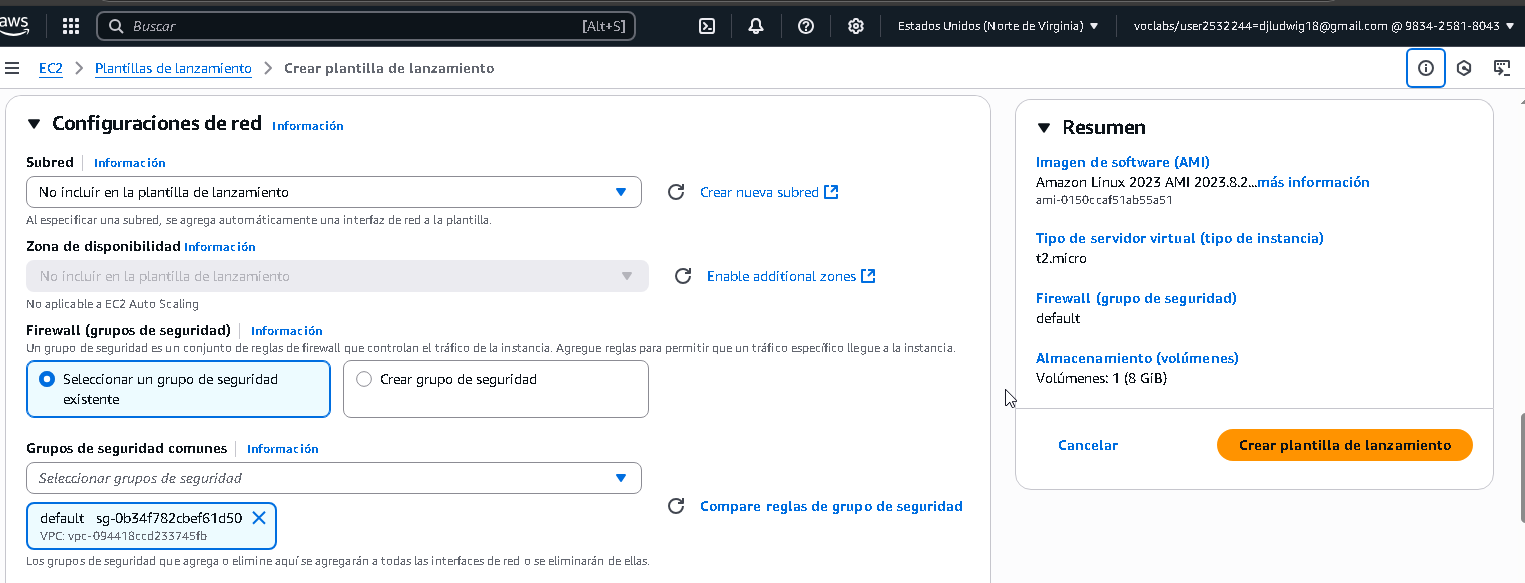 aws
Buscar [Alt+S] Estados Unidos (Norte de Virginia) voclabs/user2532244=djludwig18@gmail.com @ 9834-2581-8043
EC2 Plantillas de lanzamiento Crear plantilla de lanzamiento
Configuraciones de red Información
Subred Información
No incluir en la plantilla de lanzamiento
Crear nueva subred
Al especificar una subred, se agrega automáticamente una interfaz de red a la plantilla.
Zona de disponibilidad Información
No incluir en la plantilla de lanzamiento
Enable additional zones
No aplicable a EC2 Auto Scaling
Firewall (grupos de seguridad) Información
Un grupo de seguridad es un conjunto de reglas de firewall que controlan el tráfico de la instancia. Agregue reglas para permitir que un tráfico específico llegue a la instancia.
Seleccionar un grupo de seguridad
existente
Crear grupo de seguridad
Grupos de seguridad comunes Información
Seleccionar grupos de seguridad
default sg-0b34f782cbef61d50
VPC: vpc-094418ccd233745fb
Compare reglas de grupo de seguridad
Los grupos de seguridad que agrega o elimine aquí se agregarán a todas las interfaces de red o se eliminarán de ellas.
Resumen
Imagen de software (AMI)
Amazon Linux 2023 AMI 2023.8.2...más información
ami-0150ccaf51ab55a51
Tipo de servidor virtual (tipo de instancia)
t2.micro
Firewall (grupo de seguridad)
default
Almacenamiento (volúmenes)
Volúmenes: 1 (8 GiB)
Cancelar
Crear plantilla de lanzamiento